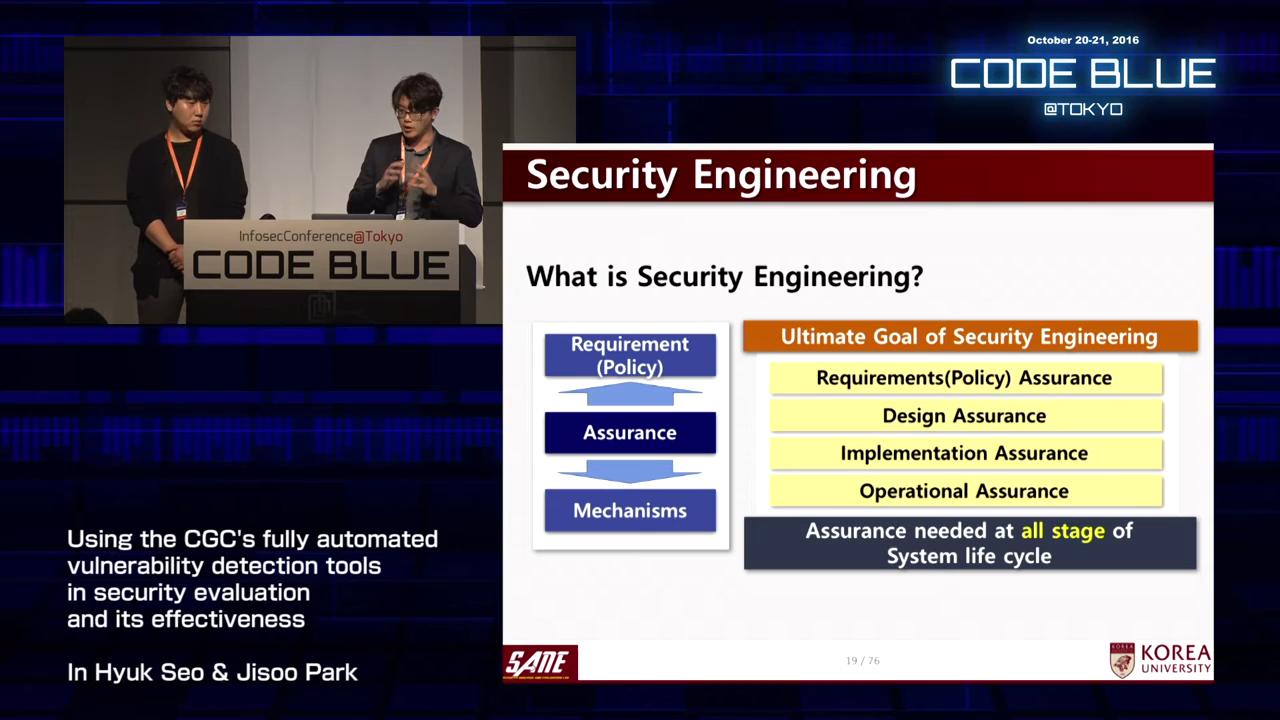 October 20-21, 2016
CODE BLUE
@TOKYO
InfosecConference@Tokyo
CODE BLUE
Security Engineering
What is Security Engineering?
Requirement
(Policy)
Assurance
Mechanisms
Ultimate Goal of Security Engineering
Requirements(Policy) Assurance
Design Assurance
Implementation Assurance
Operational Assurance
Assurance needed at all stage of
System life cycle
Using the CGC's fully automated
vulnerability detection tools
in security evaluation
and its effectiveness
In Hyuk Seo & Jisoo Park
SANE
19 / 76
KOREA
UNIVERSITY